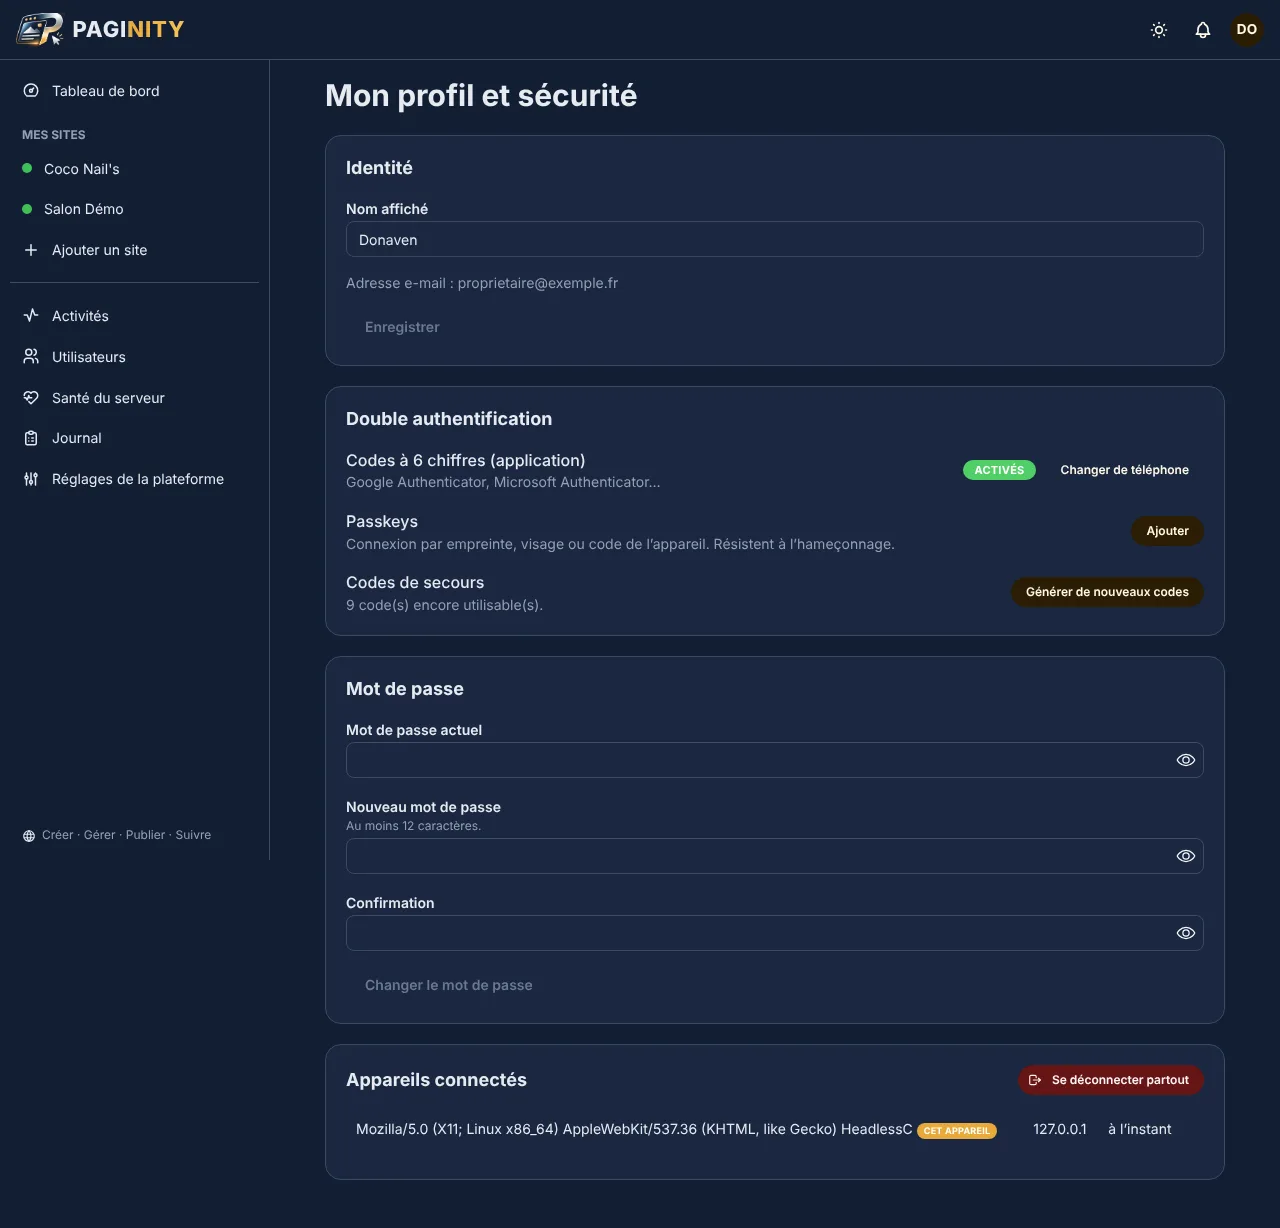 PAGINITY
DO
Tableau de bord
MES SITES
Coco Nail's
Salon Démo
Ajouter un site
Activités
Utilisateurs
Santé du serveur
Journal
Réglages de la plateforme
Créer · Gérer · Publier · Suivre
Mon profil et sécurité
Identité
Nom affiché
Donaven
Adresse e-mail : proprietaire@exemple.fr
Enregistrer
Double authentification
Codes à 6 chiffres (application)
Google Authenticator, Microsoft Authenticator...
ACTIVÉS
Changer de téléphone
Passkeys
Connexion par empreinte, visage ou code de l’appareil. Résistent à l’hameçonnage.
Ajouter
Codes de secours
9 code(s) encore utilisable(s).
Générer de nouveaux codes
Mot de passe
Mot de passe actuel
Nouveau mot de passe
Au moins 12 caractères.
Confirmation
Changer le mot de passe
Appareils connectés
Se déconnecter partout
Mozilla/5.0 (X11; Linux x86_64) AppleWebKit/537.36 (KHTML, like Gecko) HeadlessC CET APPAREIL 127.0.0.1 à l’instant